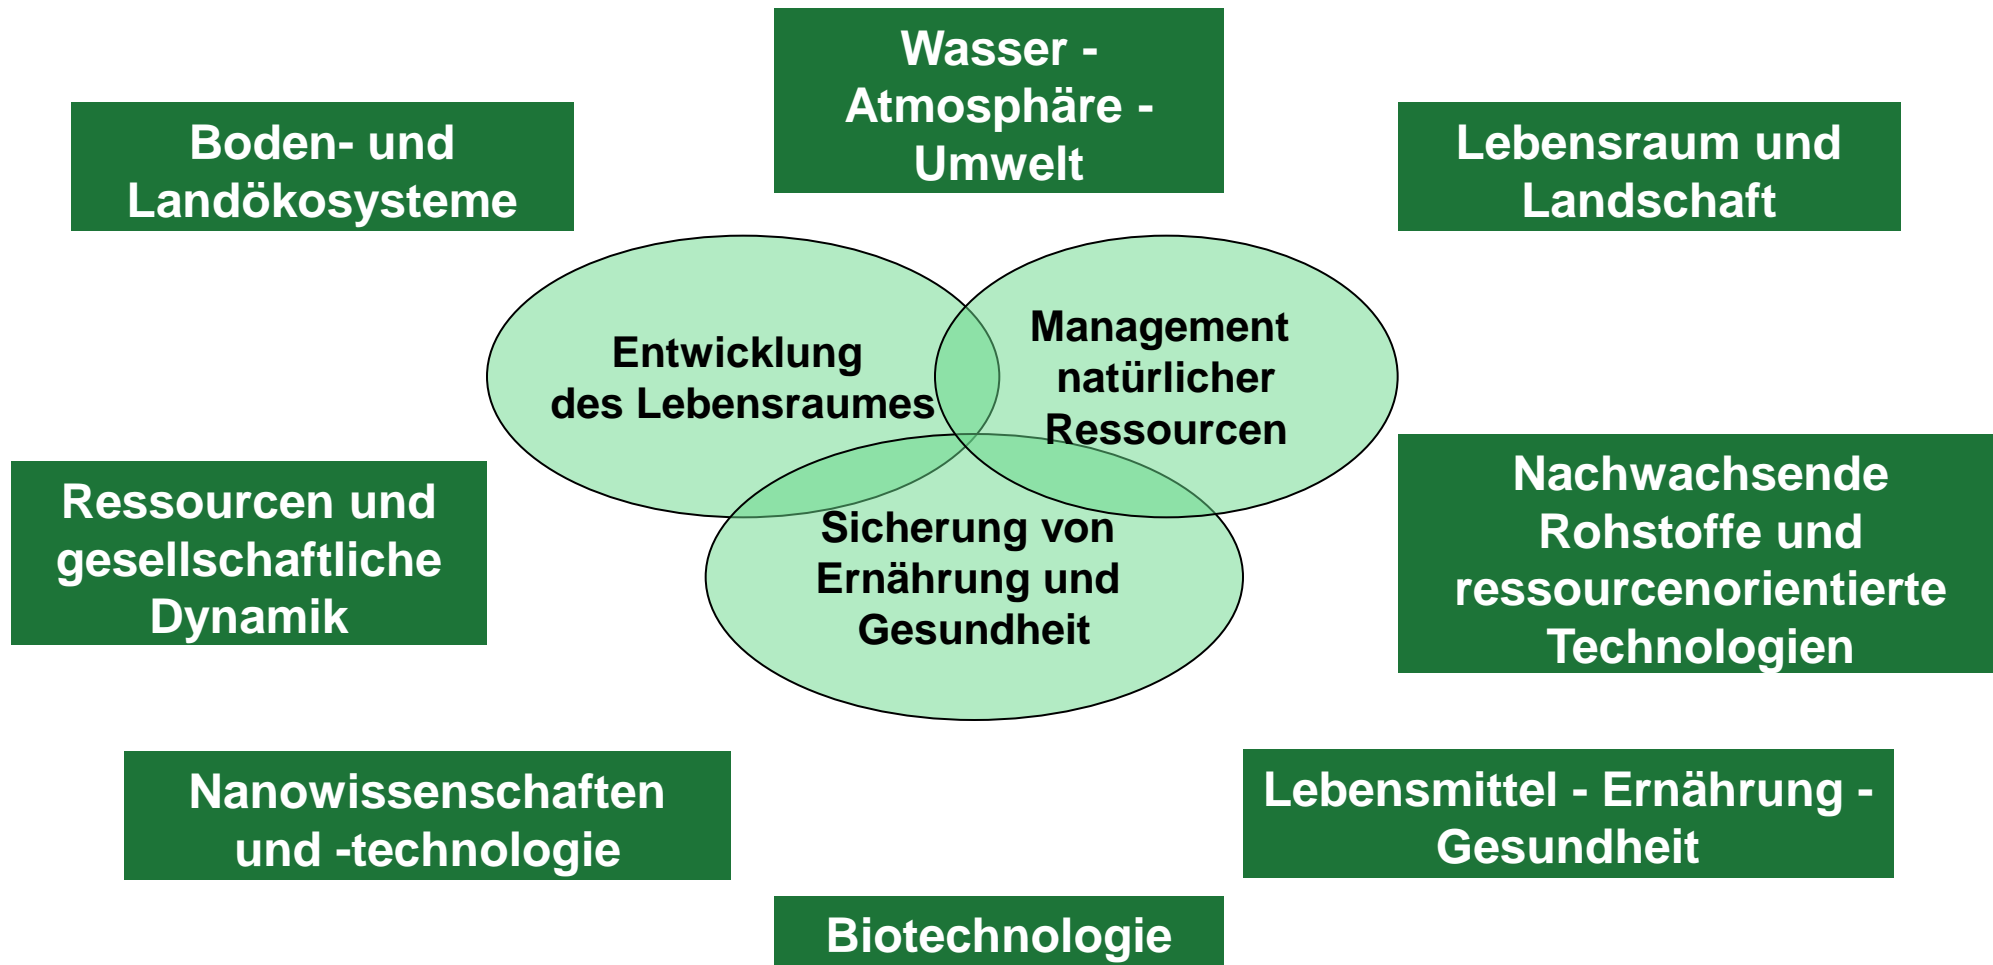 Wasser -
Atmosphäre -
Umwelt
Boden- und
Landökosysteme
Lebensraum und
Landschaft
Entwicklung
des Lebensraumes
Management
natürlicher
Ressourcen
Sicherung von
Ernährung und
Gesundheit
Ressourcen und
gesellschaftliche
Dynamik
Nachwachsende
Rohstoffe und
ressourcenorientierte
Technologien
Nanowissenschaften
und -technologie
Lebensmittel - Ernährung -
Gesundheit
Biotechnologie